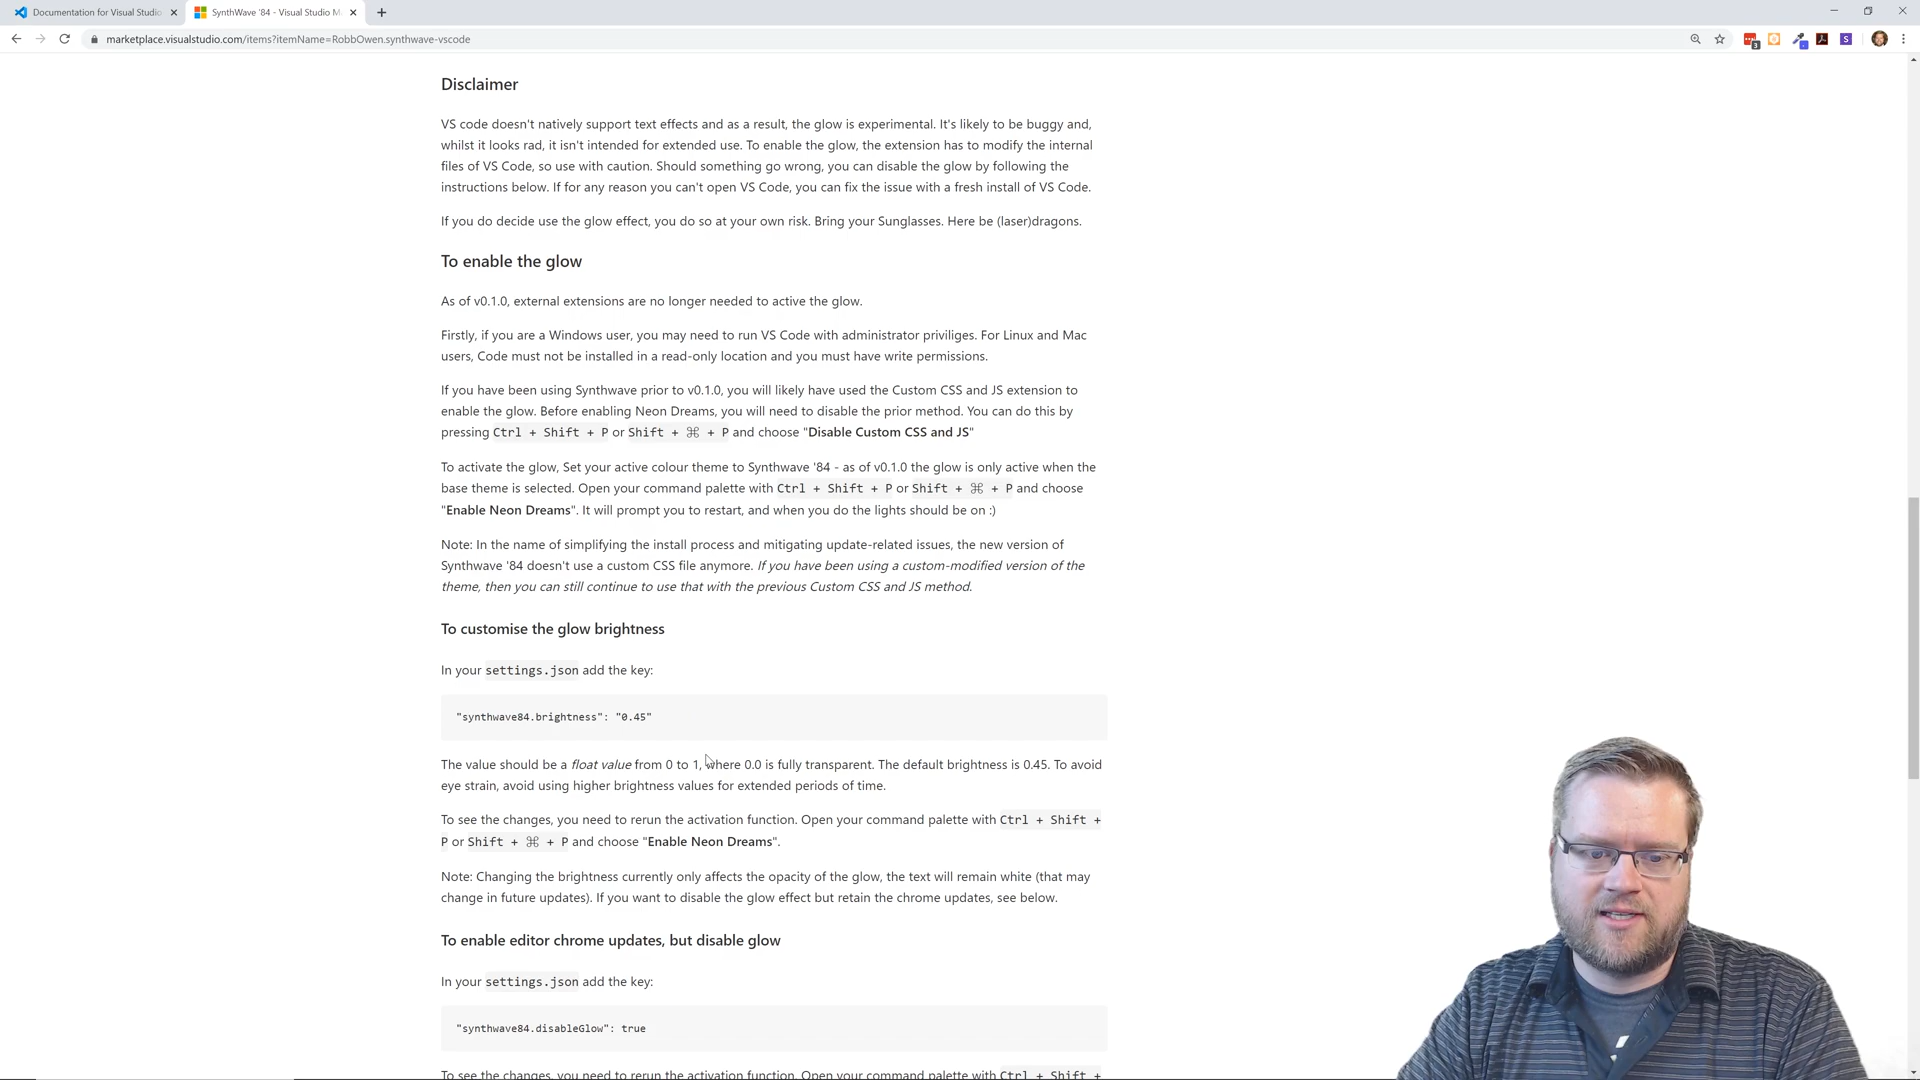 Documentation for Visual Studio
SynthWave '84 - Visual Studio M
marketplace.visualstudio.com/items?itemName=RobbOwen.synthwave-vscode
3
S
Disclaimer
VS code doesn't natively support text effects and as a result, the glow is experimental. It's likely to be buggy and,
whilst it looks rad, it isn't intended for extended use. To enable the glow, the extension has to modify the internal
files of VS Code, so use with caution. Should something go wrong, you can disable the glow by following the
instructions below. If for any reason you can't open VS Code, you can fix the issue with a fresh install of VS Code.
If you do decide use the glow effect, you do so at your own risk. Bring your Sunglasses. Here be (laser)dragons.
To enable the glow
As of v0.1.0, external extensions are no longer needed to active the glow.
Firstly, if you are a Windows user, you may need to run VS Code with administrator priviliges. For Linux and Mac
users, Code must not be installed in a read-only location and you must have write permissions.
If you have been using Synthwave prior to v0.1.0, you will likely have used the Custom CSS and JS extension to
enable the glow. Before enabling Neon Dreams, you will need to disable the prior method. You can do this by
pressing Ctrl + Shift + P or Shift + ⌘ + P and choose "Disable Custom CSS and JS"
To activate the glow, Set your active colour theme to Synthwave '84 - as of v0.1.0 the glow is only active when the
base theme is selected. Open your command palette with Ctrl + Shift + P or Shift + ⌘ + P and choose
"Enable Neon Dreams". It will prompt you to restart, and when you do the lights should be on :)
Note: In the name of simplifying the install process and mitigating update-related issues, the new version of
Synthwave '84 doesn't use a custom CSS file anymore. If you have been using a custom-modified version of the
theme, then you can still continue to use that with the previous Custom CSS and JS method.
To customise the glow brightness
In your settings.json add the key:
"synthwave84.brightness": "0.45"
The value should be a float value from 0 to 1, where 0.0 is fully transparent. The default brightness is 0.45. To avoid
eye strain, avoid using higher brightness values for extended periods of time.
To see the changes, you need to rerun the activation function. Open your command palette with Ctrl + Shift +
P or Shift + ⌘ + P and choose "Enable Neon Dreams".
Note: Changing the brightness currently only affects the opacity of the glow, the text will remain white (that may
change in future updates). If you want to disable the glow effect but retain the chrome updates, see below.
To enable editor chrome updates, but disable glow
In your settings.json add the key:
"synthwave84.disableGlow": true
To see the changes, you need to rerun the activation function. Open your command palette with Ctrl + Shift +